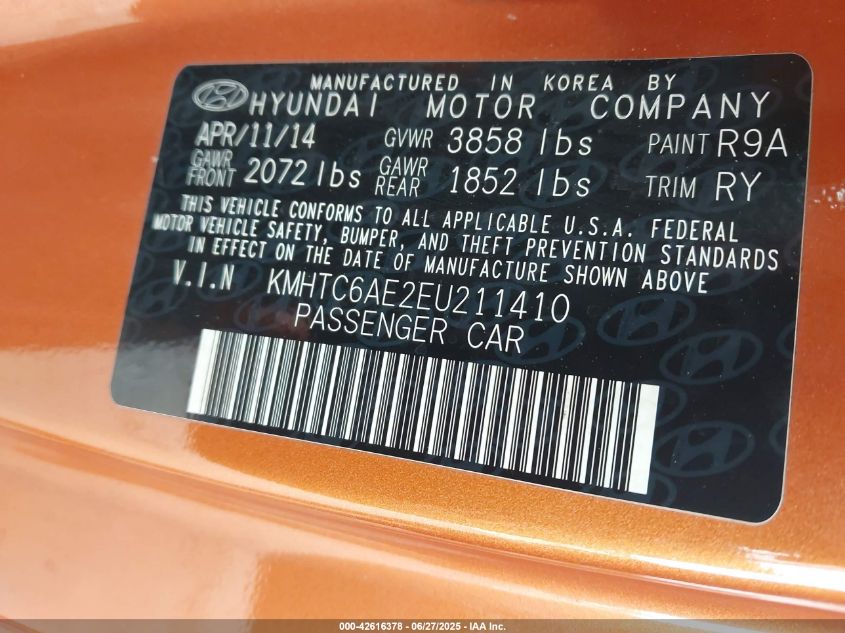 MANUFACTURED IN KOREA BY
HYUNDAI MOTOR COMPANY
APR/11/14 GVWR 3858 lbs PAINT R9A
GAWR FRONT 2072 lbs GAWR REAR 1852 lbs TRIM RY
THIS VEHICLE CONFORMS TO ALL APPLICABLE U.S.A. FEDERAL
MOTOR VEHICLE SAFETY, BUMPER, AND THEFT PREVENTION STANDARDS
IN EFFECT ON THE DATE OF MANUFACTURE SHOWN ABOVE
V.I.N KMHTC6AE2EU211410
PASSENGER CAR
000-42616378 - 06/27/2025 - IAA Inc.